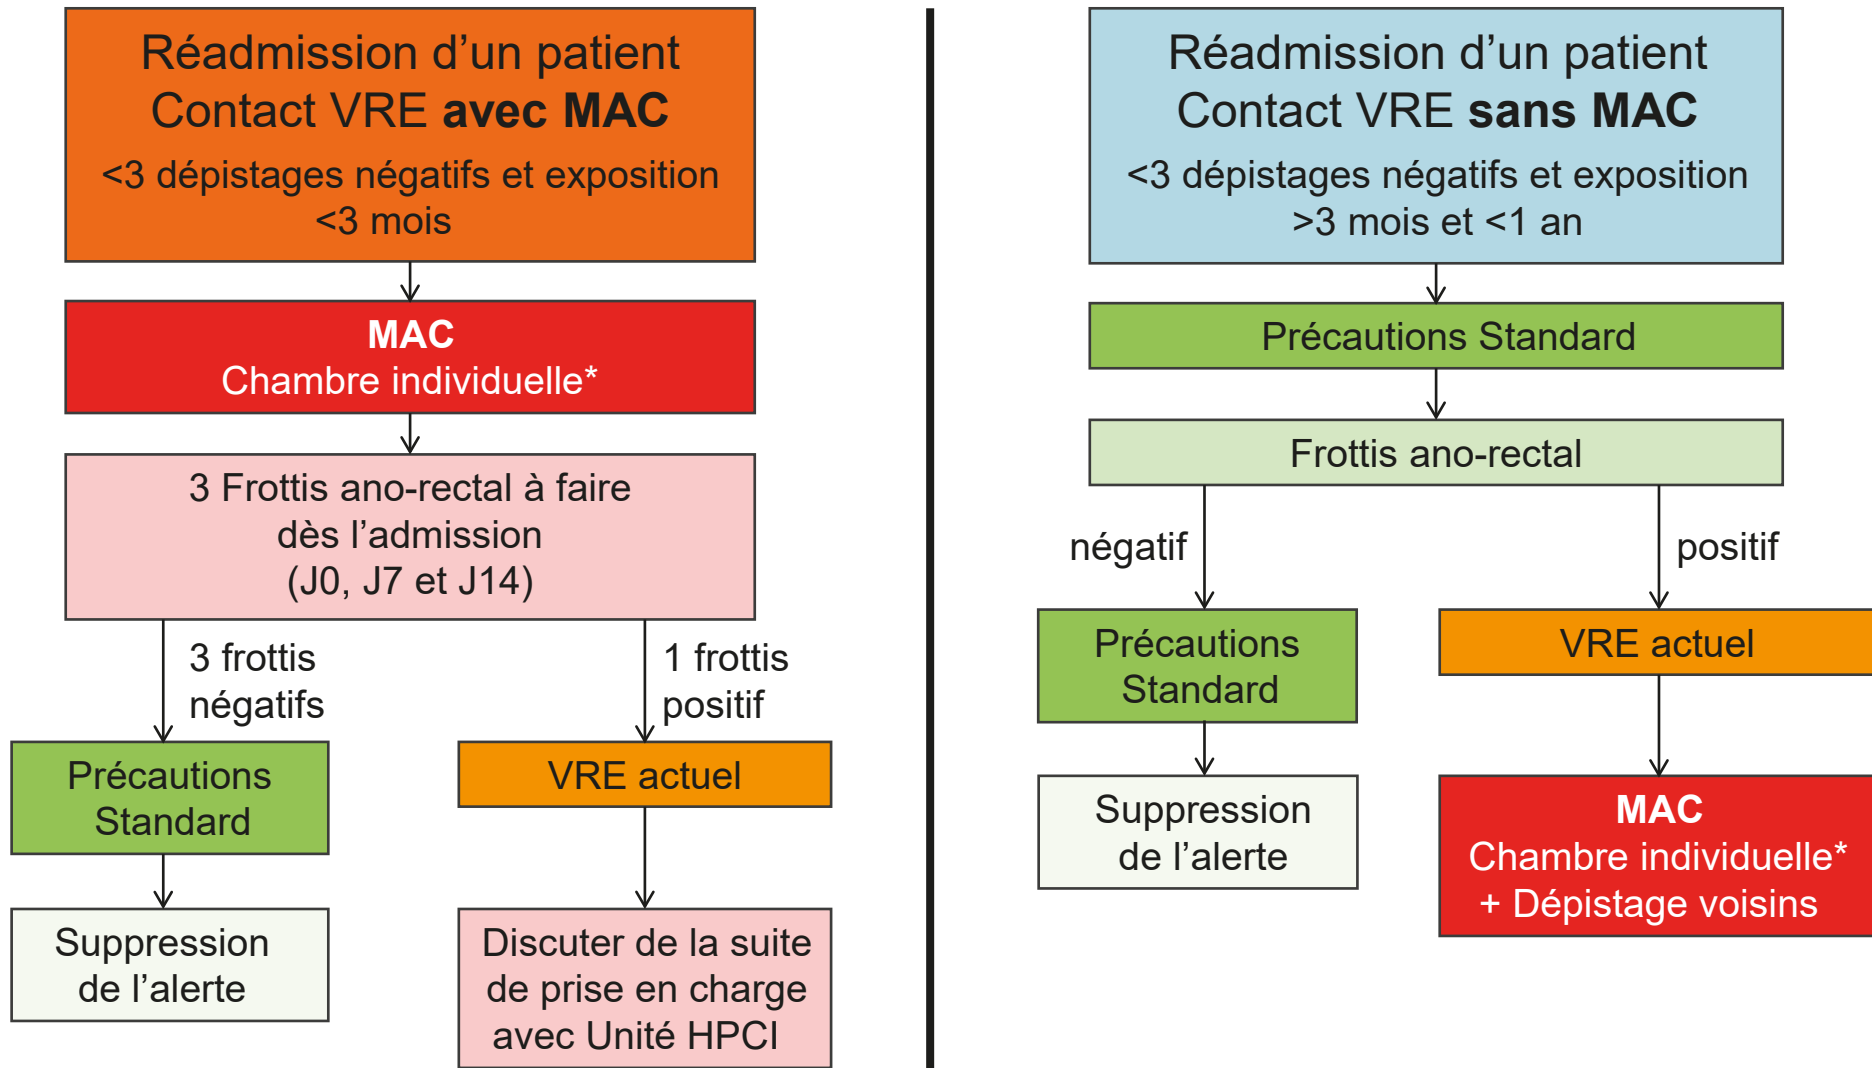 Réadmission d’un patient
Contact VRE avec MAC
<3 dépistages négatifs et exposition
<3 mois
MAC
Chambre individuelle*
3 Frottis ano-rectal à faire
dès l’admission
(J0, J7 et J14)
3 frottis
négatifs
1 frottis
positif
Précautions
Standard
VRE actuel
Suppression
de l’alerte
Discuter de la suite
de prise en charge
avec Unité HPCI
Réadmission d’un patient
Contact VRE sans MAC
<3 dépistages négatifs et exposition
>3 mois et <1 an
Précautions Standard
Frottis ano-rectal
négatif
positif
Précautions
Standard
VRE actuel
Suppression
de l’alerte
MAC
Chambre individuelle*
+ Dépistage voisins